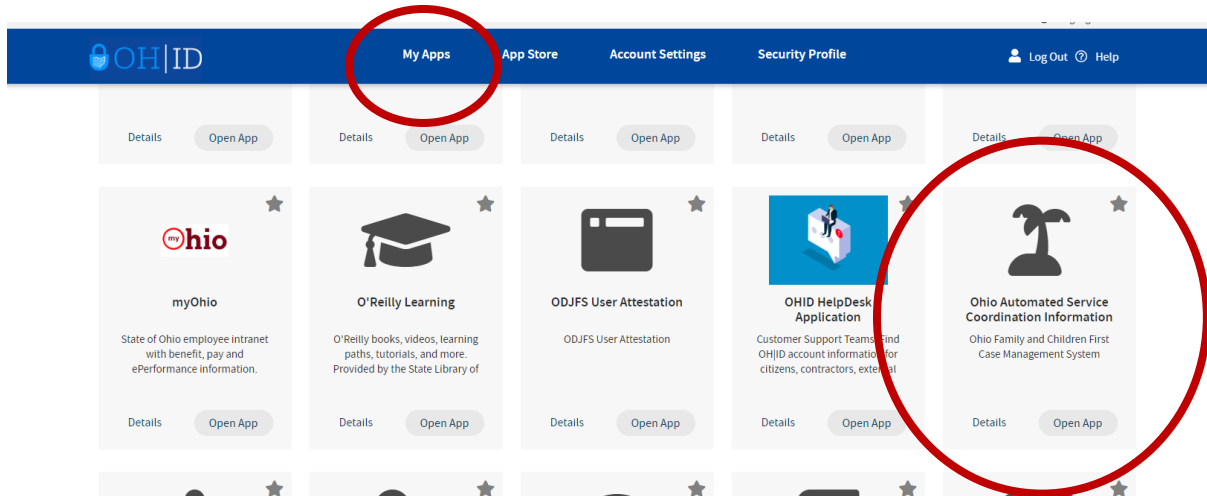 OH|ID
My Apps
App Store
Account Settings
Security Profile
Log Out
Help
Details
Open App
Details
Open App
Details
Open App
Details
Open App
Details
Open App
my Ohio
myOhio
State of Ohio employee intranet
with benefit, pay and
ePerformance information.
Details
Open App
O'Reilly Learning
O'Reilly books, videos, learning
paths, tutorials, and more.
Provided by the State Library of
Details
Open App
ODJFS User Attestation
ODJFS User Attestation
Details
Open App
OHID HelpDesk
Application
Customer Support Teams: Find
OH|ID account information for
citizens, contractors, external
Details
Open App
Ohio Automated Service
Coordination Information
Ohio Family and Children First
Case Management System
Details
Open App